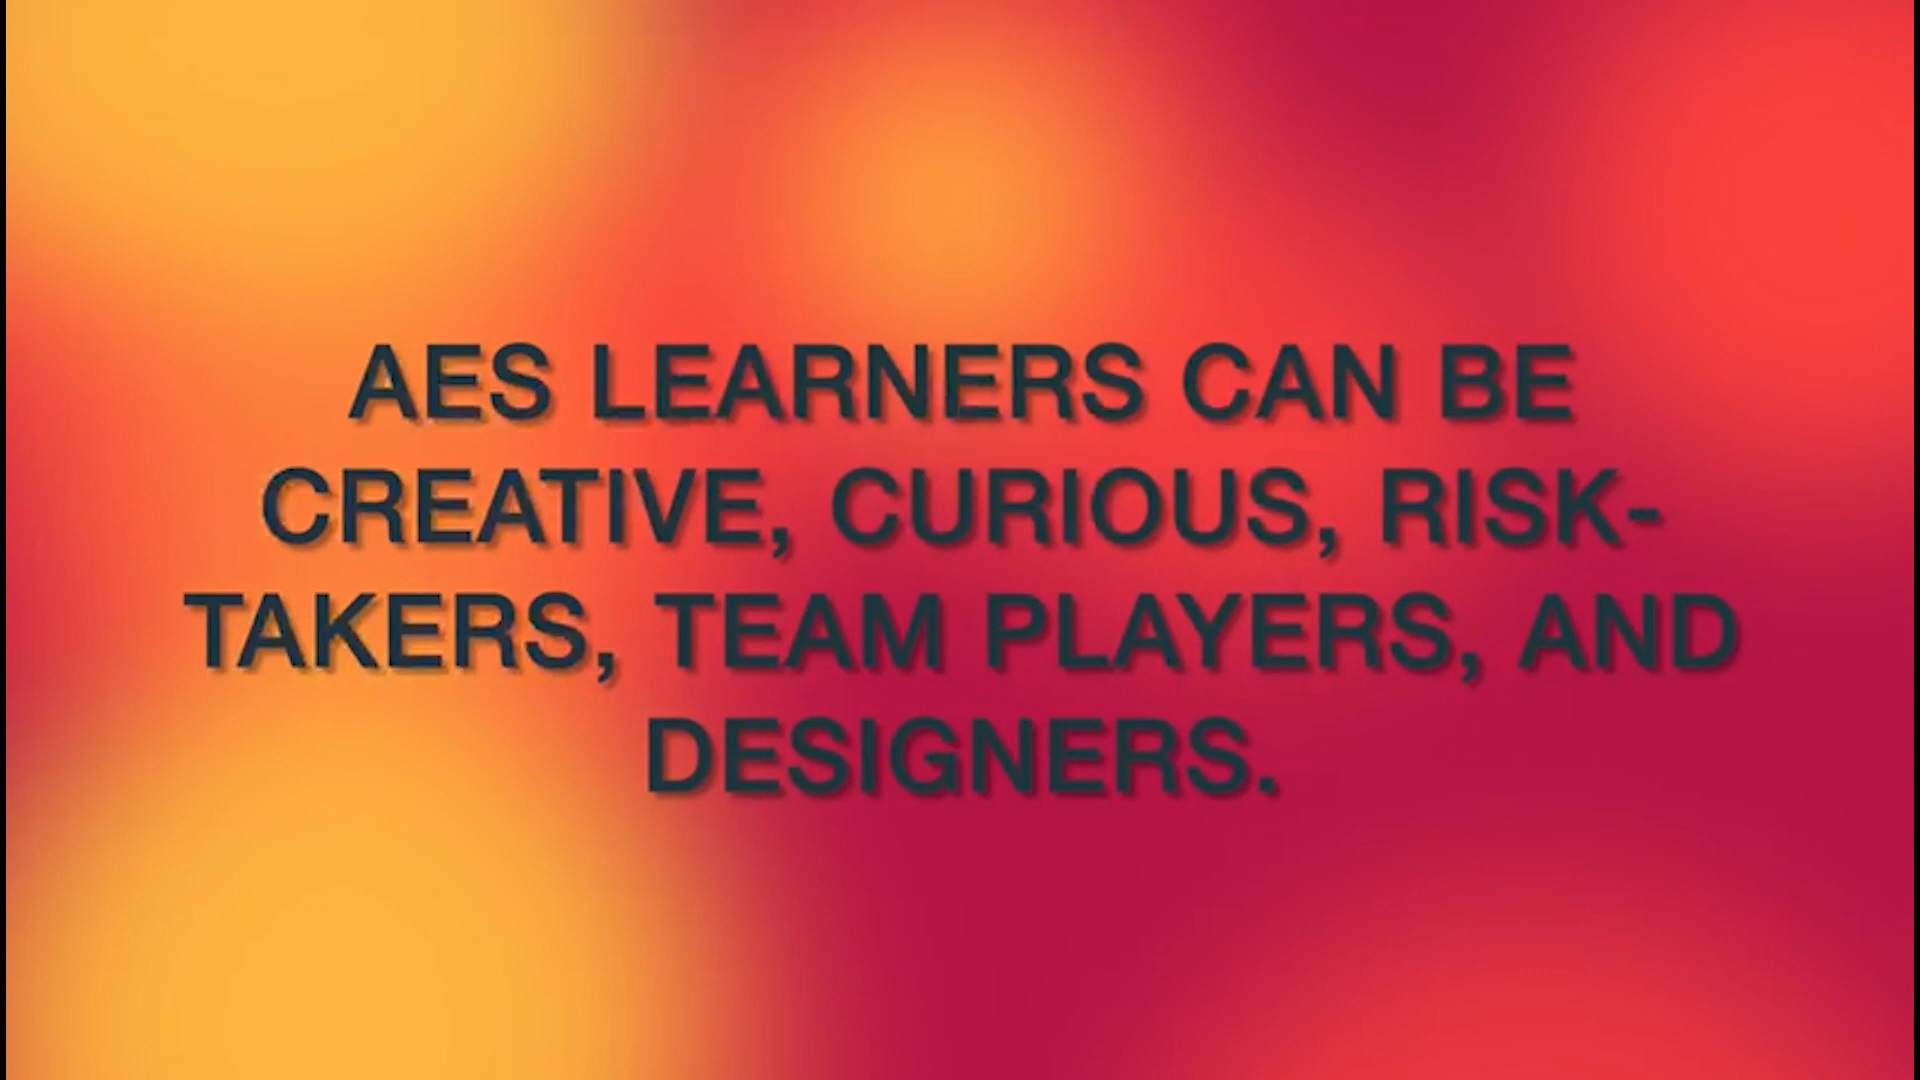 AES LEARNERS CAN BE
CREATIVE, CURIOUS, RISK-
TAKERS, TEAM PLAYERS, AND
DESIGNERS.